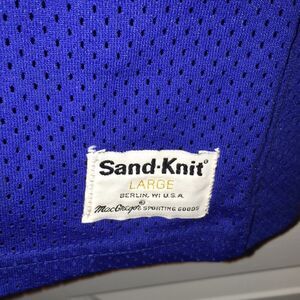 Sand-Knit®
LARGE
BERLIN, WI U.S.A.
®
MacGregor SPORTING GOODS